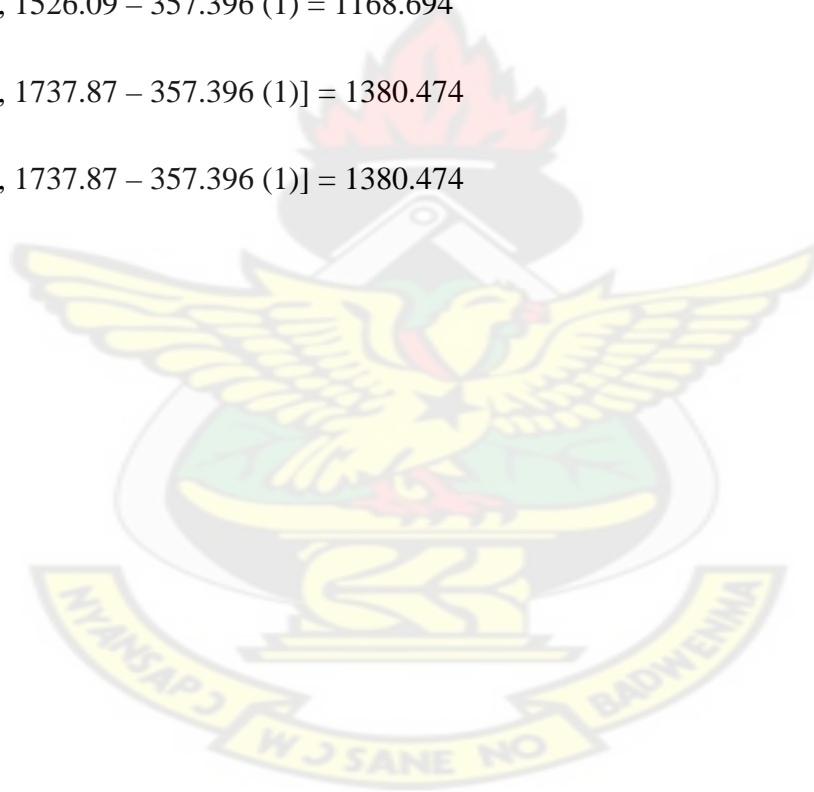 , 1526.09 – 357.396 (1) = 1168.694
, 1737.87 – 357.396 (1)] = 1380.474
, 1737.87 – 357.396 (1)] = 1380.474
NYANSAPƆ
WƆSANE NO
BADWENMA